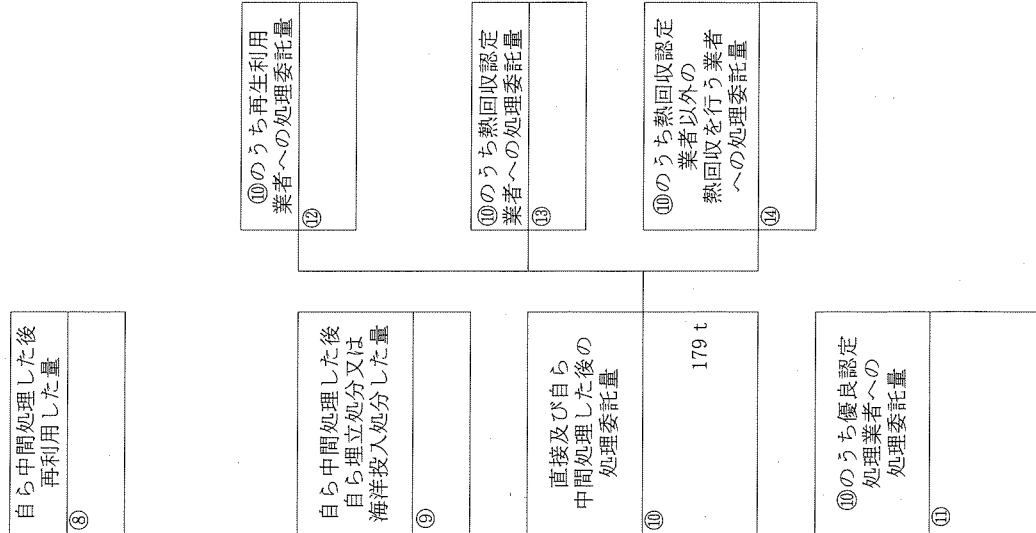 自ら中間処理した後
再利用した量
⑧
自ら中間処理した後
自ら埋立処分又は
海洋投入処分した量
⑨
直接及び自ら
中間処理した後の
処理委託量
⑩
179 t
⑩のうち優良認定
処理業者への
処理委託量
⑪
⑩のうち再生利用
業者への処理委託量
⑫
⑩のうち熱回収認定
業者への処理委託量
⑬
⑩のうち熱回収認定
業者以外の
熱回収を行う業者
への処理委託量
⑭